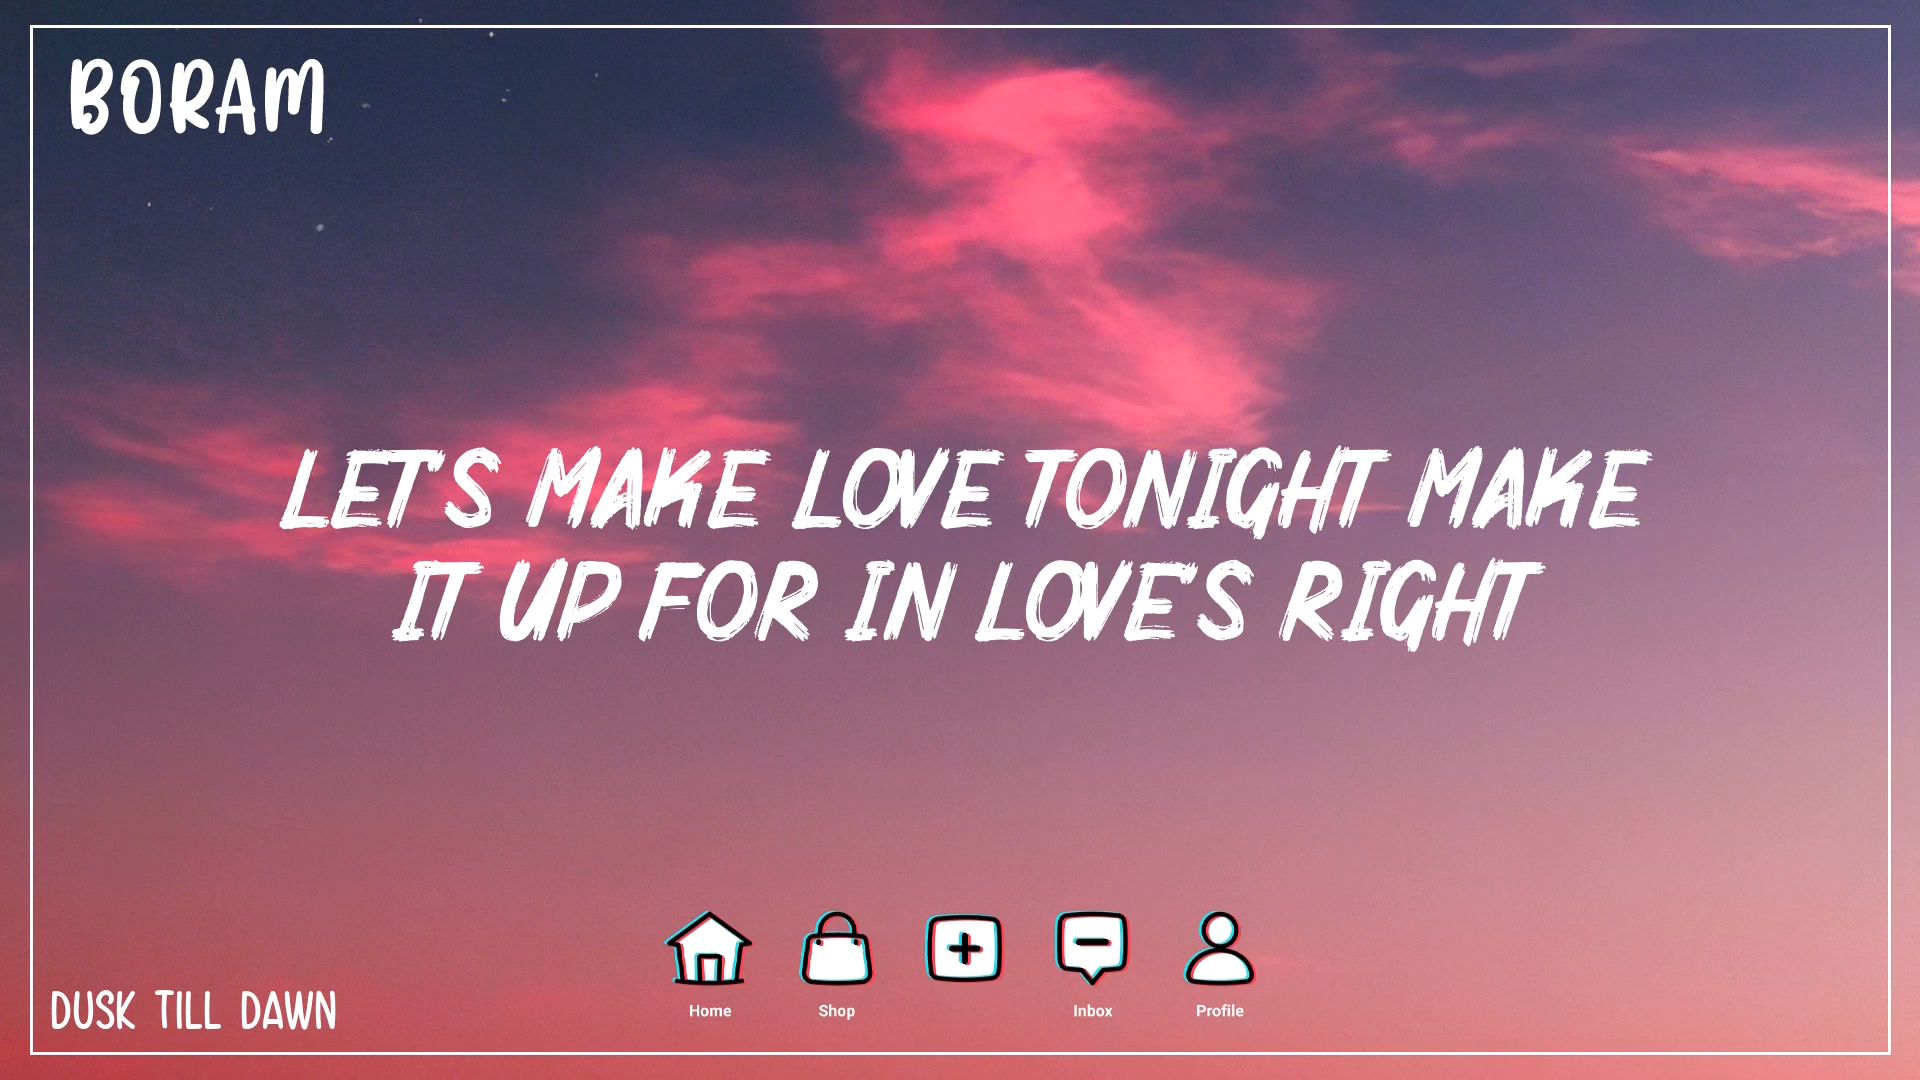 BORAM
LET'S MAKE LOVE TONIGHT MAKE
IT UP FOR IN LOVE'S RIGHT
Home
Shop
Inbox
Profile
DUSK TILL DAWN